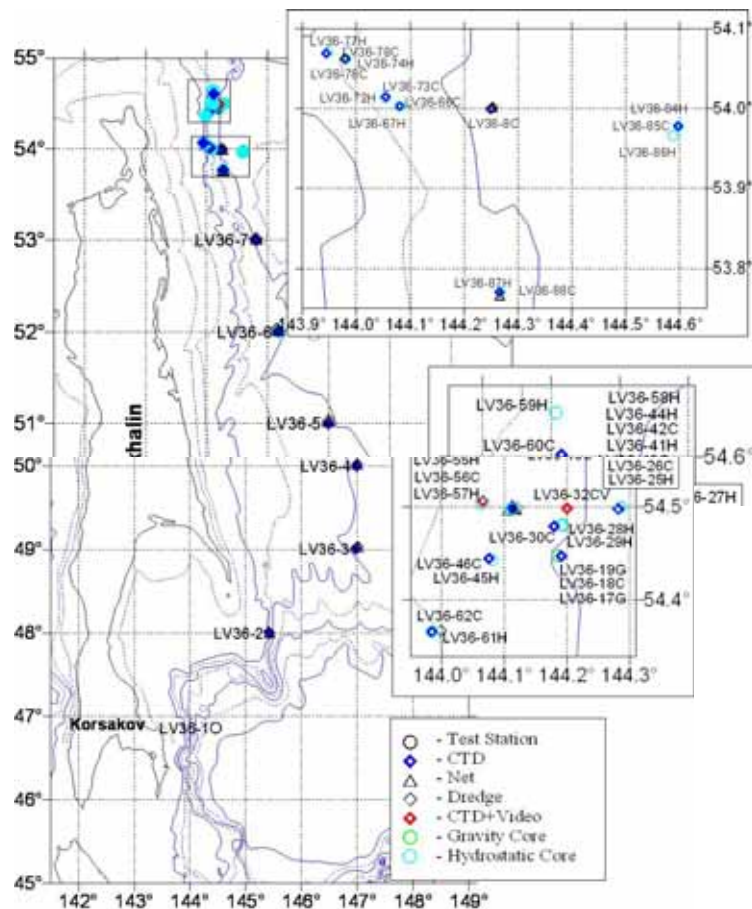 55°
54°
53°
52°
51°
50°
49°
48°
47°
46°
45°
142° 143° 144° 145° 146° 147° 148° 149°
LV36-7
LV36-6
LV36-5
LV36-4
LV36-3
LV36-2
LV36-1O
khalin
Korsakov
LV36-77H
LV36-78C
LV36-74H
LV36-76C
LV36-73C
LV36-72H
LV36-68C
LV36-67H
LV36-8C
LV36-84H
LV36-85C
LV36-86H
LV36-87H
LV36-88C
54.1°
54.0°
53.9°
53.8°
143.9° 144.0° 144.1° 144.2° 144.3° 144.4° 144.5° 144.6°
LV36-59H
LV36-60C
LV36-58H
LV36-44H
LV36-42C
LV36-41H
LV36-26C
LV36-25H
LV36-55H
LV36-56C
LV36-57H
LV36-32CV
6-27H
LV36-30C
LV36-28H
LV36-29H
LV36-46C
LV36-45H
LV36-19G
LV36-18C
LV36-17G
LV36-62C
LV36-61H
54.6°
54.5°
54.4°
144.0° 144.1° 144.2° 144.3°
- Test Station
- CTD
- Net
- Dredge
- CTD+Video
- Gravity Core
- Hydrostatic Core